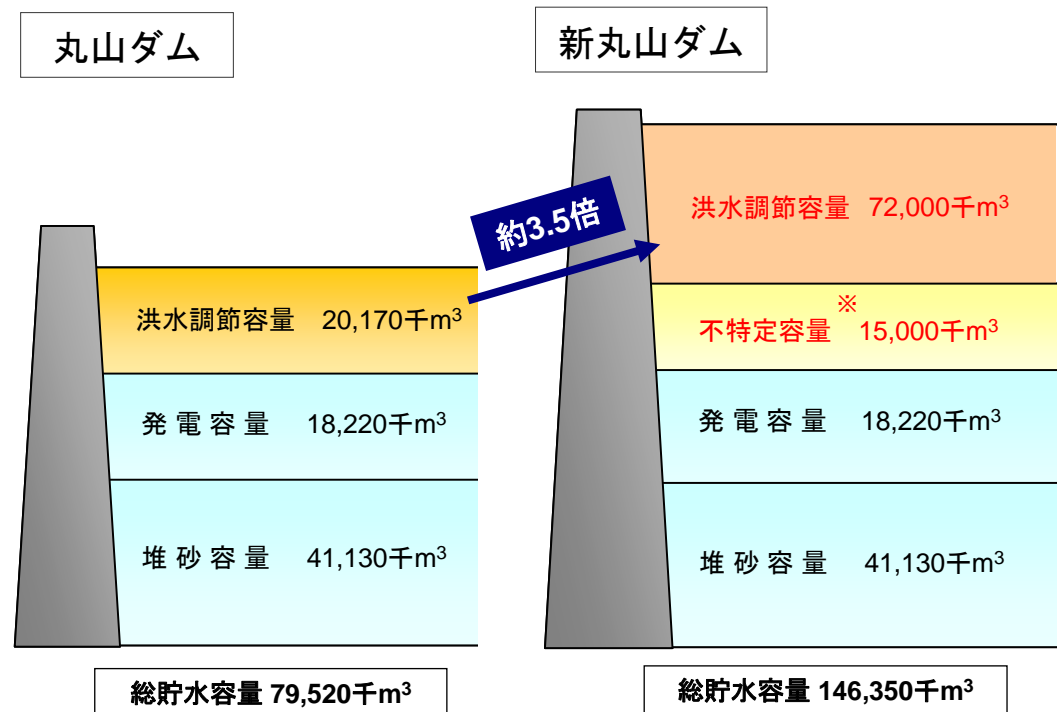 丸山ダム
新丸山ダム
約3.5倍
洪水調節容量 20,170千m³
発電容量 18,220千m³
堆砂容量 41,130千m³
総貯水容量 79,520千m³
洪水調節容量 72,000千m³
不特定容量※ 15,000千m³
発電容量 18,220千m³
堆砂容量 41,130千m³
総貯水容量 146,350千m³